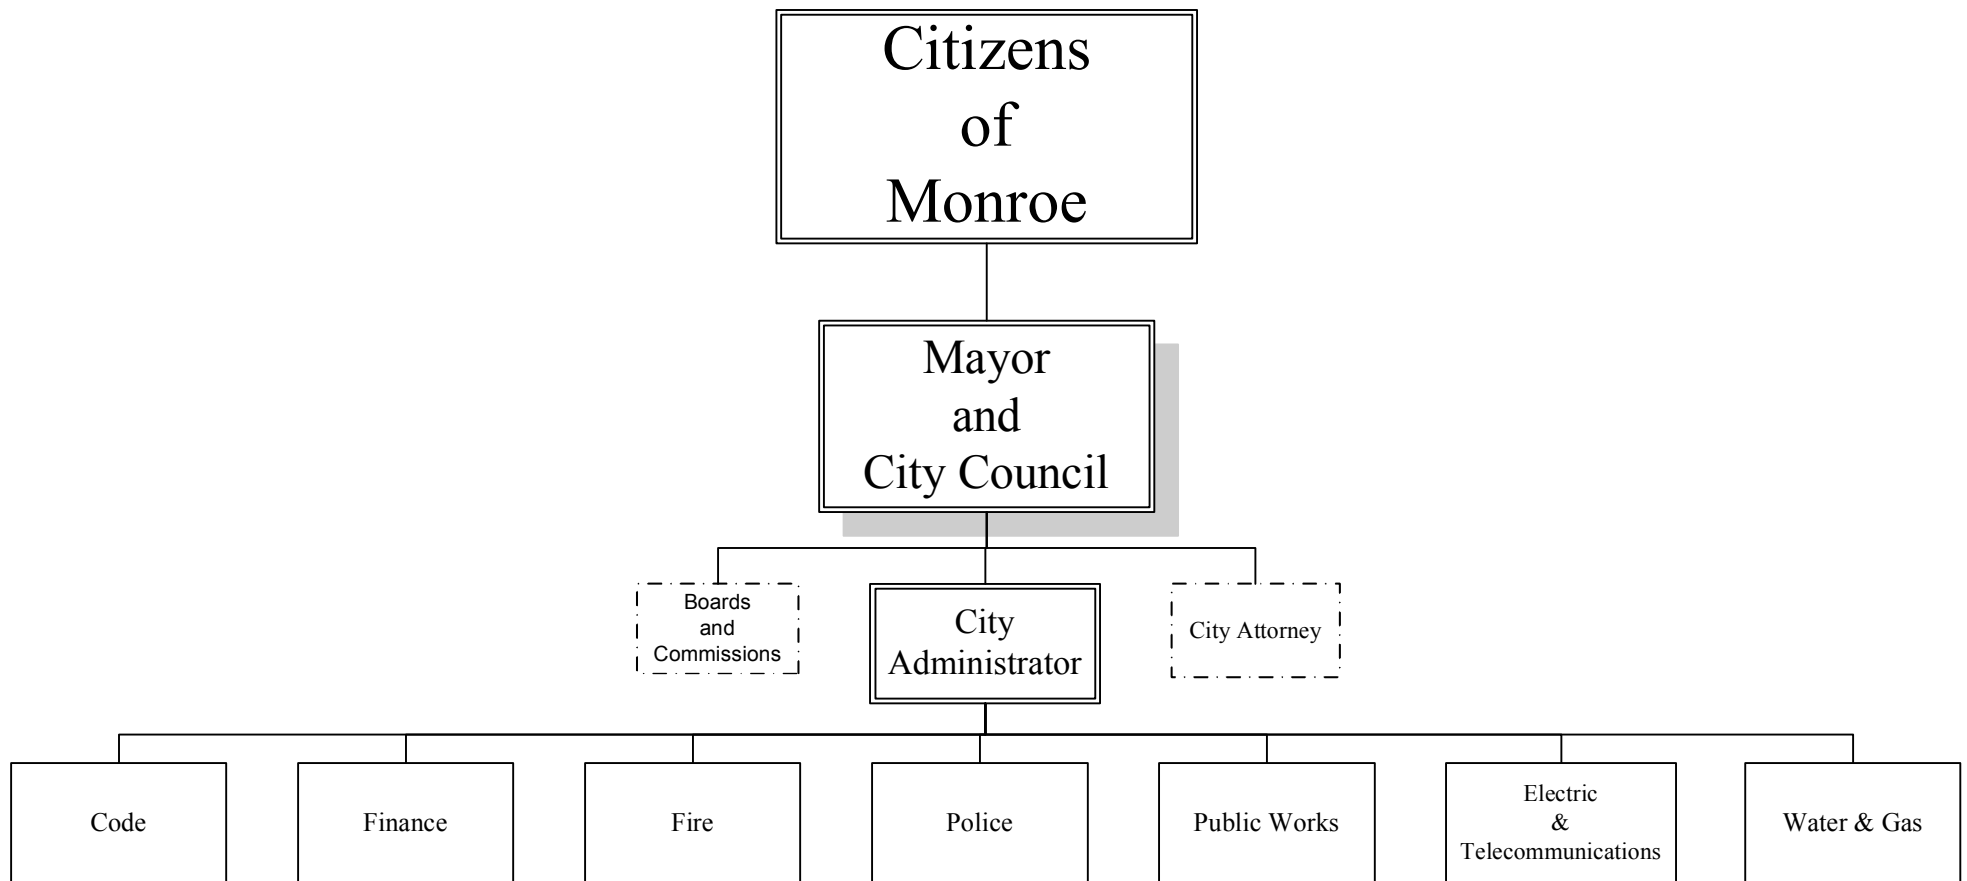 Citizens
of
Monroe
Mayor
and
City Council
Boards
and
Commissions
City
Administrator
City Attorney
Code
Finance
Fire
Police
Public Works
Electric
&
Telecommunications
Water & Gas